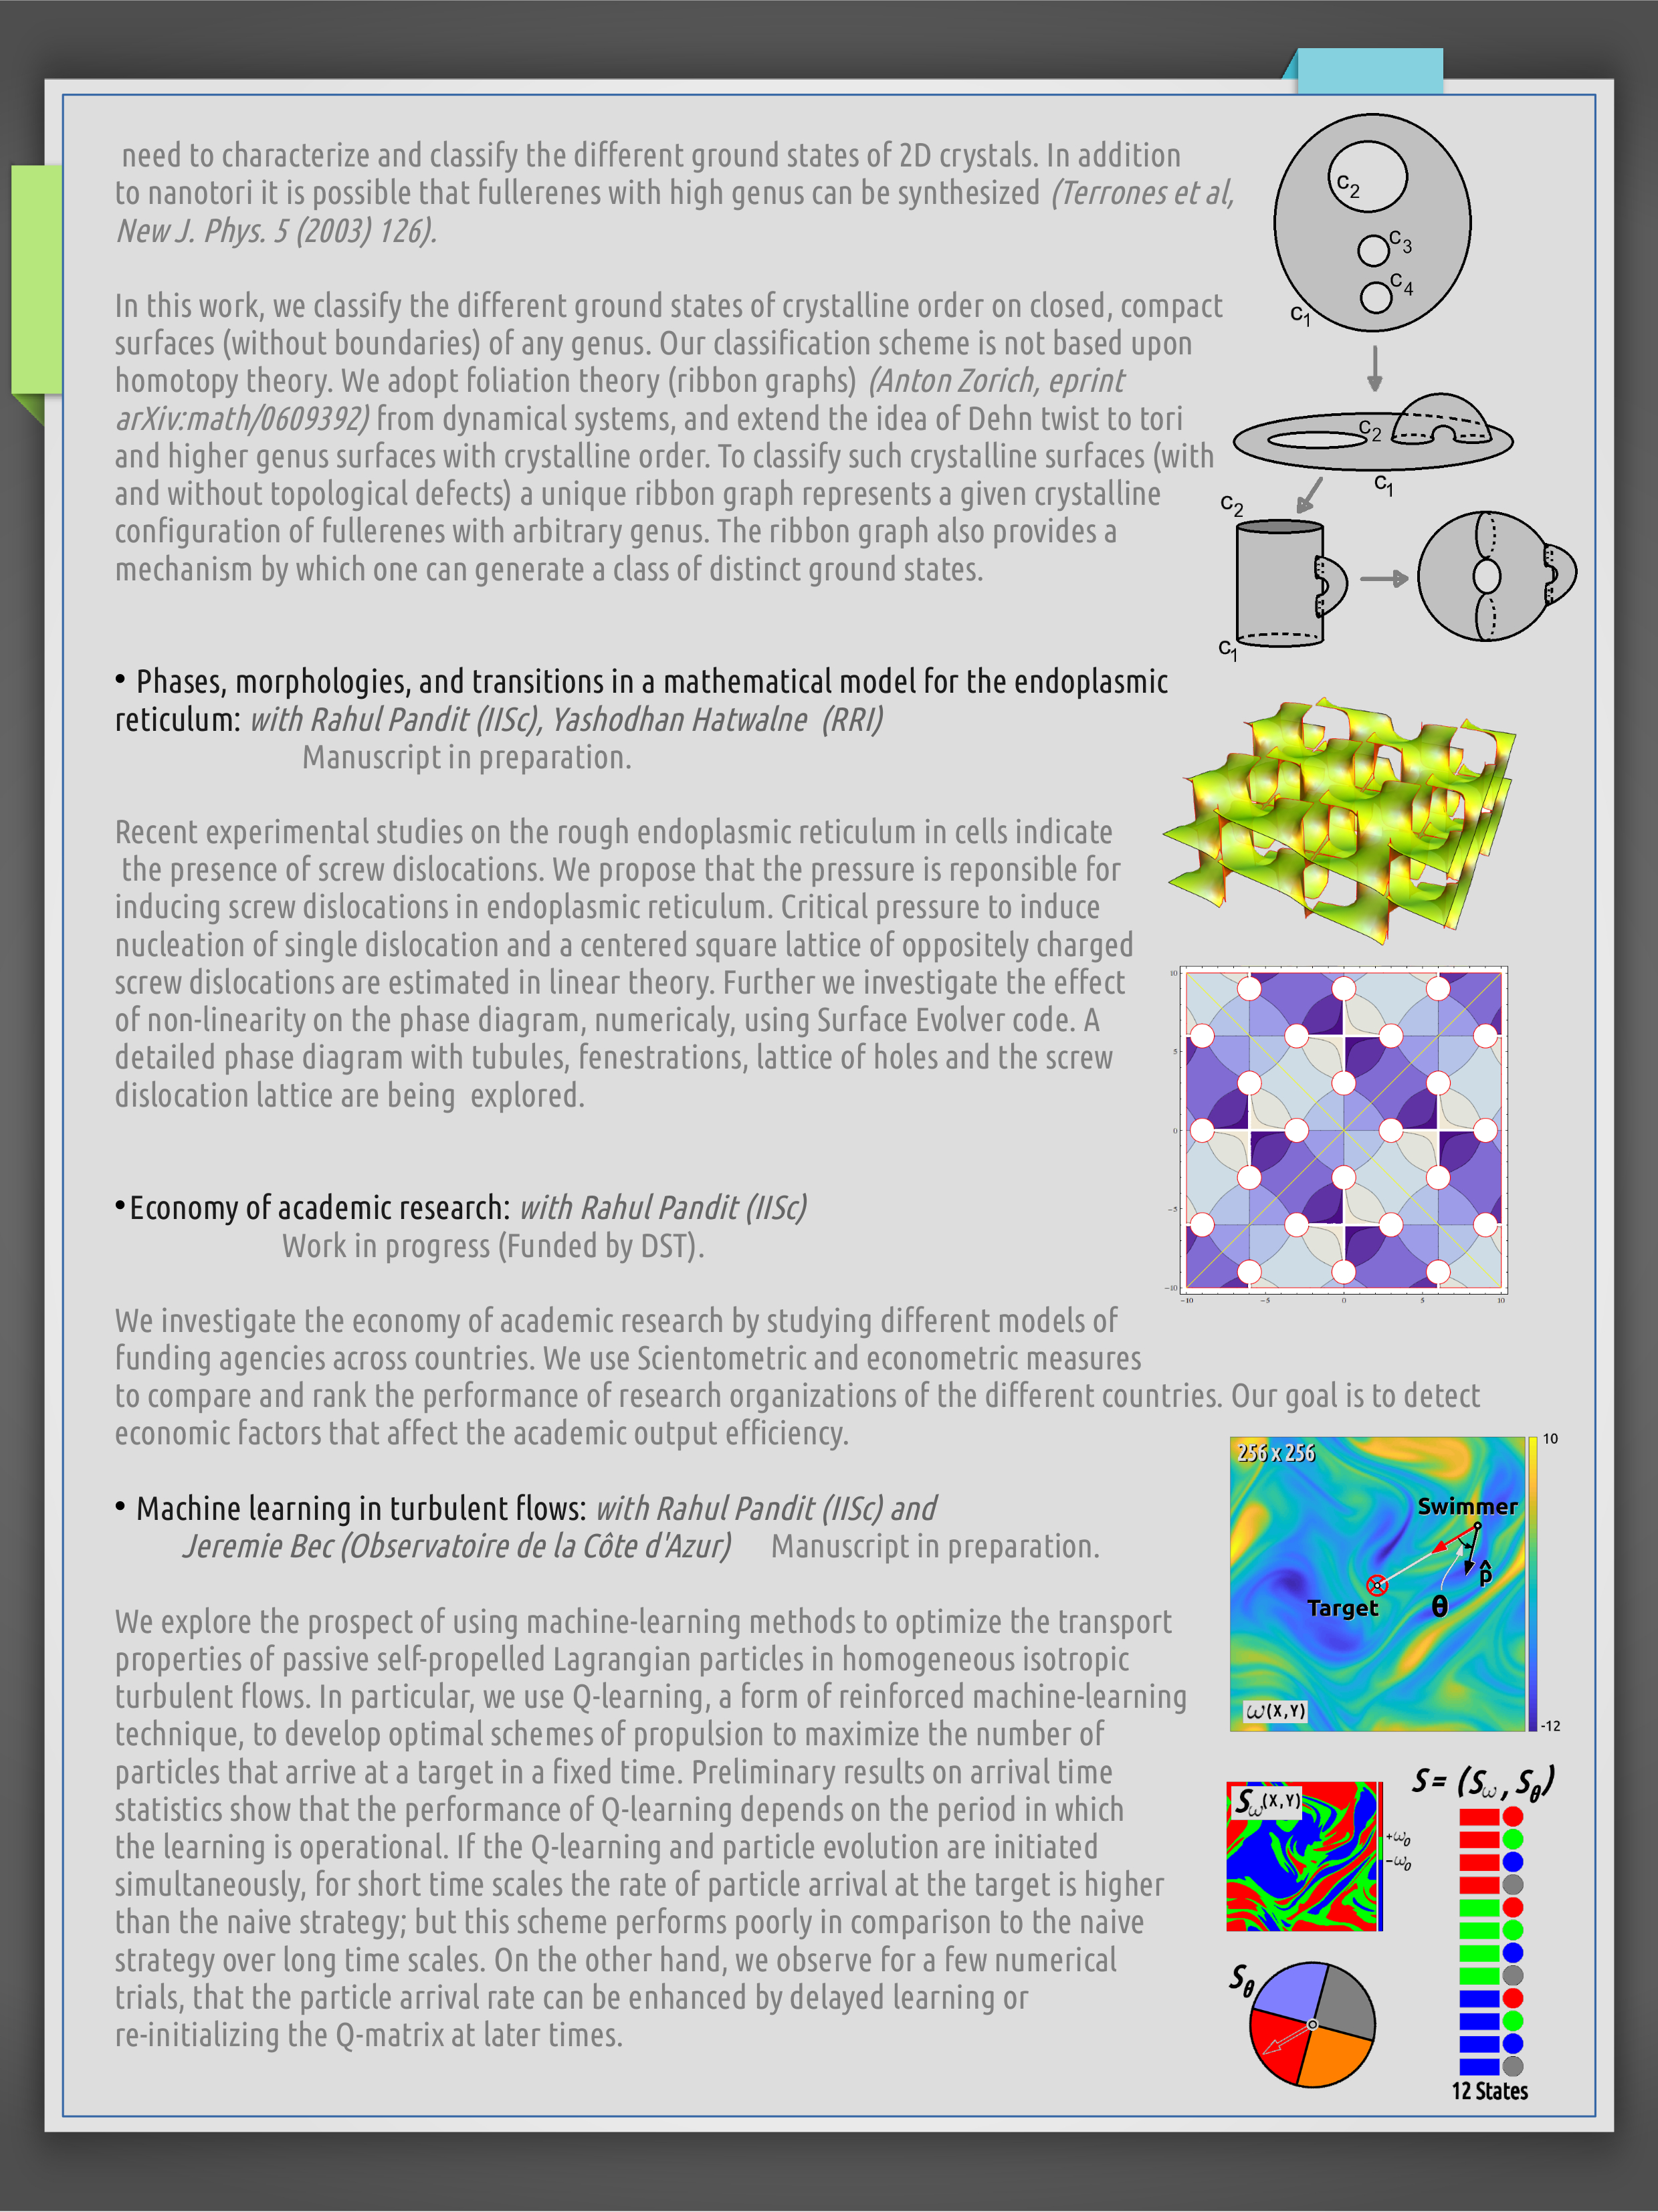 need to characterize and classify the different ground states of 2D crystals. In addition
to nanotori it is possible that fullerenes with high genus can be synthesized (Terrones et al,
New J. Phys. 5 (2003) 126).
In this work, we classify the different ground states of crystalline order on closed, compact
surfaces (without boundaries) of any genus. Our classification scheme is not based upon
homotopy theory. We adopt foliation theory (ribbon graphs) (Anton Zorich, eprint
arXiv:math/0609392) from dynamical systems, and extend the idea of Dehn twist to tori
and higher genus surfaces with crystalline order. To classify such crystalline surfaces (with
and without topological defects) a unique ribbon graph represents a given crystalline
configuration of fullerenes with arbitrary genus. The ribbon graph also provides a
mechanism by which one can generate a class of distinct ground states.
C2
C3
C4
C1
C2
C1
C2
C1
• Phases, morphologies, and transitions in a mathematical model for the endoplasmic
reticulum: with Rahul Pandit (IISc), Yashodhan Hatwalne (RRI)
Manuscript in preparation.
Recent experimental studies on the rough endoplasmic reticulum in cells indicate
the presence of screw dislocations. We propose that the pressure is reponsible for
inducing screw dislocations in endoplasmic reticulum. Critical pressure to induce
nucleation of single dislocation and a centered square lattice of oppositely charged
screw dislocations are estimated in linear theory. Further we investigate the effect
of non-linearity on the phase diagram, numericaly, using Surface Evolver code. A
detailed phase diagram with tubules, fenestrations, lattice of holes and the screw
dislocation lattice are being explored.
10
5
0
-5
-10
-10 -5 0 5 10
• Economy of academic research: with Rahul Pandit (IISc)
Work in progress (Funded by DST).
We investigate the economy of academic research by studying different models of
funding agencies across countries. We use Scientometric and econometric measures
to compare and rank the performance of research organizations of the different countries. Our goal is to detect
economic factors that affect the academic output efficiency.
• Machine learning in turbulent flows: with Rahul Pandit (IISc) and
Jeremie Bec (Observatoire de la Côte d'Azur) Manuscript in preparation.
We explore the prospect of using machine-learning methods to optimize the transport
properties of passive self-propelled Lagrangian particles in homogeneous isotropic
turbulent flows. In particular, we use Q-learning, a form of reinforced machine-learning
technique, to develop optimal schemes of propulsion to maximize the number of
particles that arrive at a target in a fixed time. Preliminary results on arrival time
statistics show that the performance of Q-learning depends on the period in which
the learning is operational. If the Q-learning and particle evolution are initiated
simultaneously, for short time scales the rate of particle arrival at the target is higher
than the naive strategy; but this scheme performs poorly in comparison to the naive
strategy over long time scales. On the other hand, we observe for a few numerical
trials, that the particle arrival rate can be enhanced by delayed learning or
re-initializing the Q-matrix at later times.
256 x 256
10
Swimmer
p̂
Target
θ
ω(X,Y)
-12
Sω(X,Y)
+ω0
-ω0
S = (Sω, Sθ)
Sθ
12 States